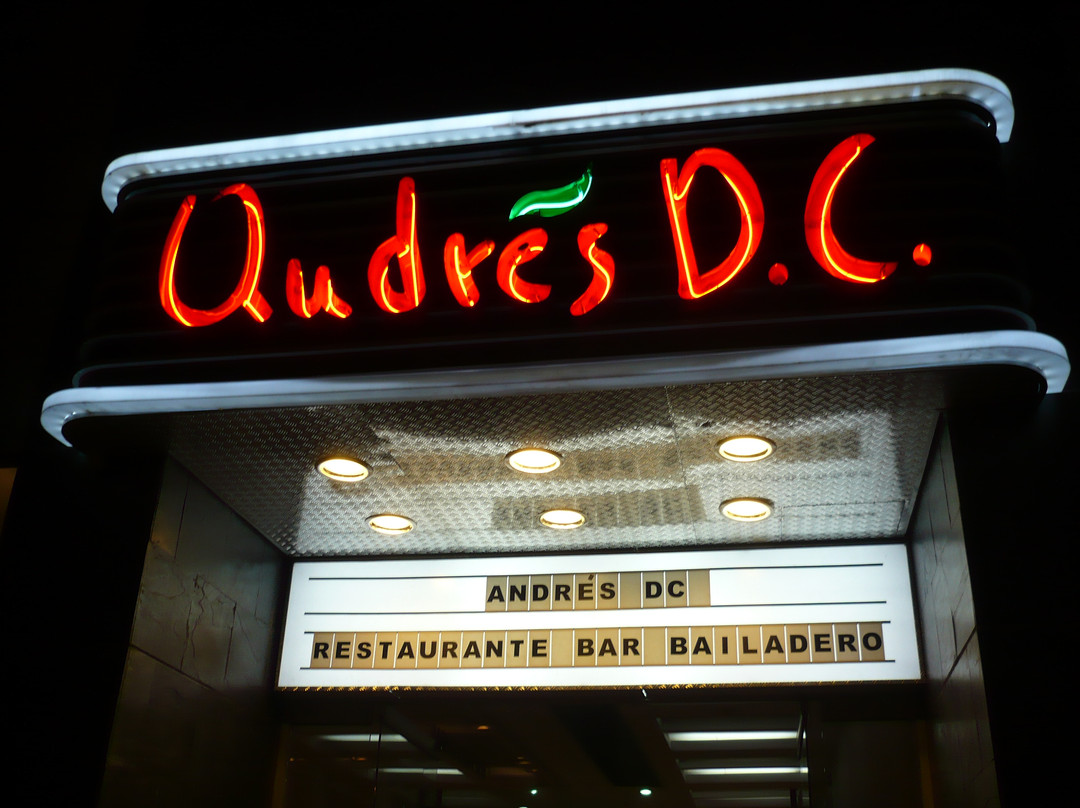 Andrés D.C.
ANDRÉS DC
RESTAURANTE BAR BAILADERO